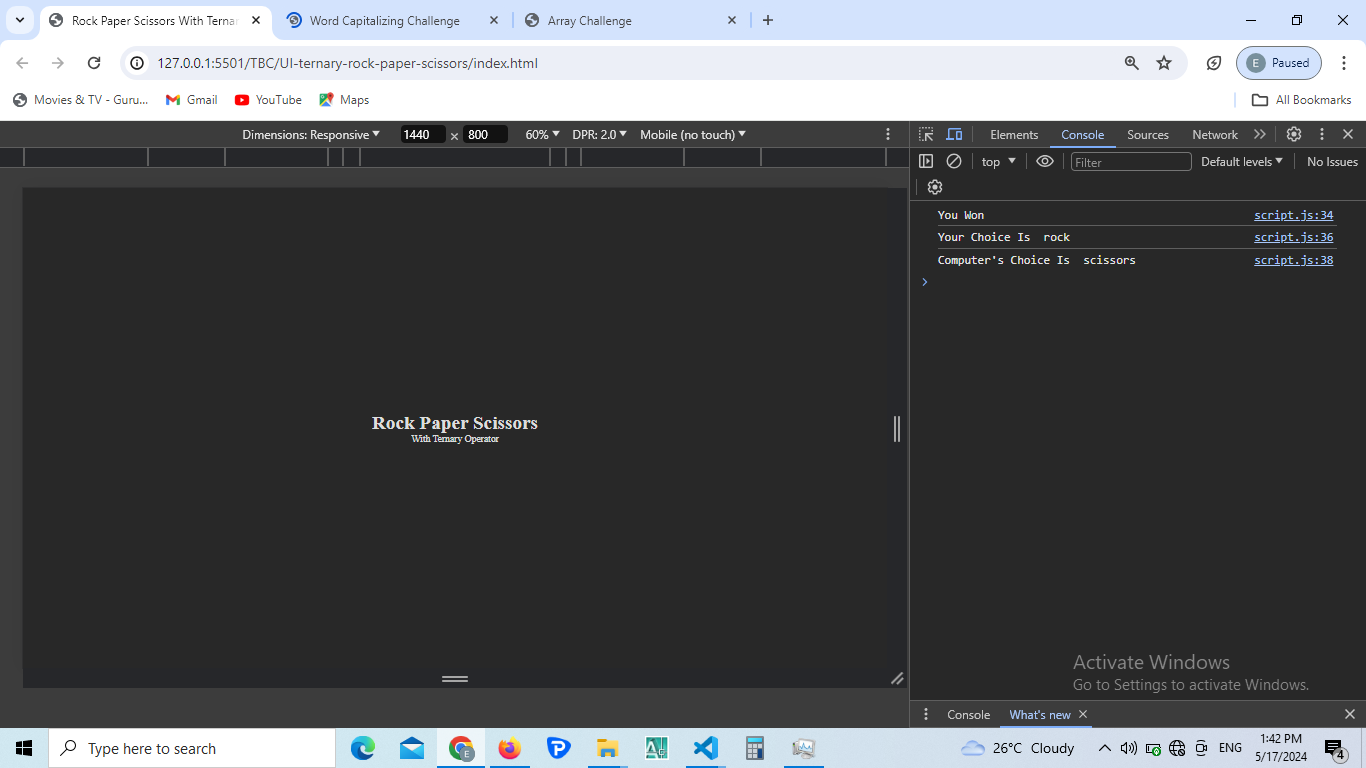 Rock Paper Scissors With Terna
Word Capitalizing Challenge
Array Challenge
127.0.0.1:5501/TBC/UI-ternary-rock-paper-scissors/index.html
E Paused
Movies & TV - Guru...
Gmail
YouTube
Maps
All Bookmarks
Dimensions: Responsive 1440 × 800 60% DPR: 2.0 Mobile (no touch)
Elements Console Sources Network
top Filter Default levels No Issues
You Won script.js:34
Your Choice Is  rock script.js:36
Computer's Choice Is  scissors script.js:38
Rock Paper Scissors
With Ternary Operator
Activate Windows
Go to Settings to activate Windows.
Console What's new
Type here to search
E
26°C Cloudy
ENG
1:42 PM
5/17/2024
4